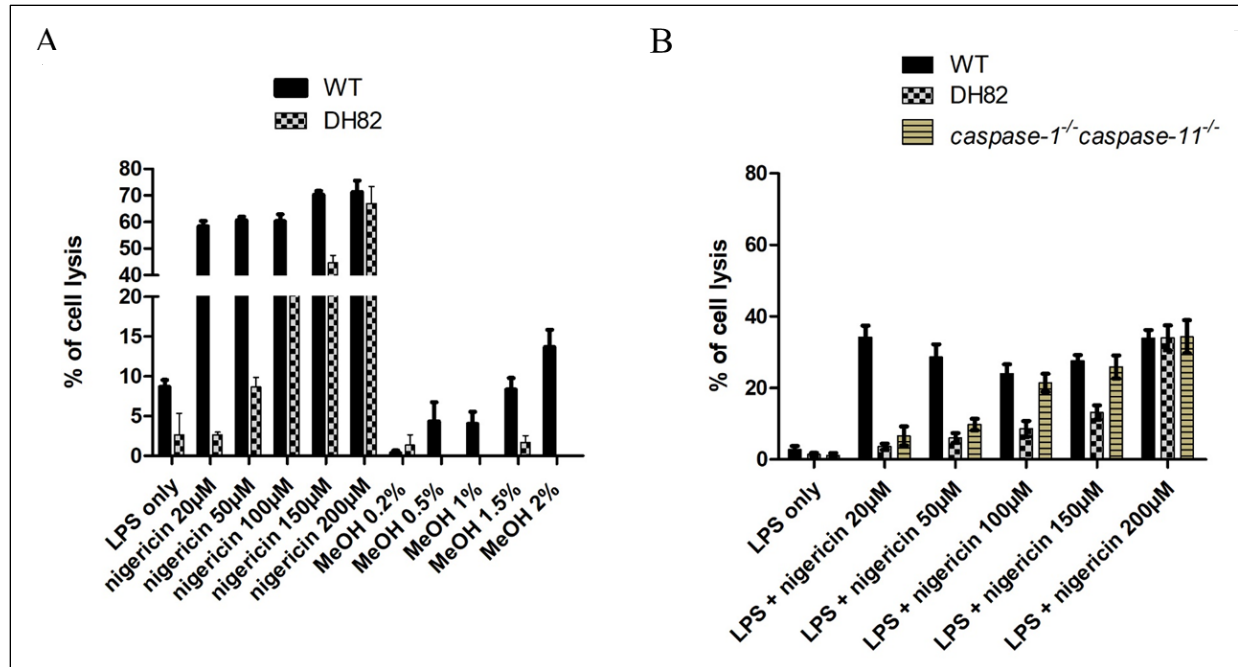 A
WT
DH82
% of cell lysis
80
70
60
50
40
20
15
10
5
0
LPS only
nigericin 20µM
nigericin 50µM
nigericin 100µM
nigericin 150µM
nigericin 200µM
MeOH 0.2%
MeOH 0.5%
MeOH 1%
MeOH 1.5%
MeOH 2%
B
WT
DH82
caspase-1-/-caspase-11-/-
% of cell lysis
80
60
40
20
0
LPS only
LPS + nigericin 20µM
LPS + nigericin 50µM
LPS + nigericin 100µM
LPS + nigericin 150µM
LPS + nigericin 200µM